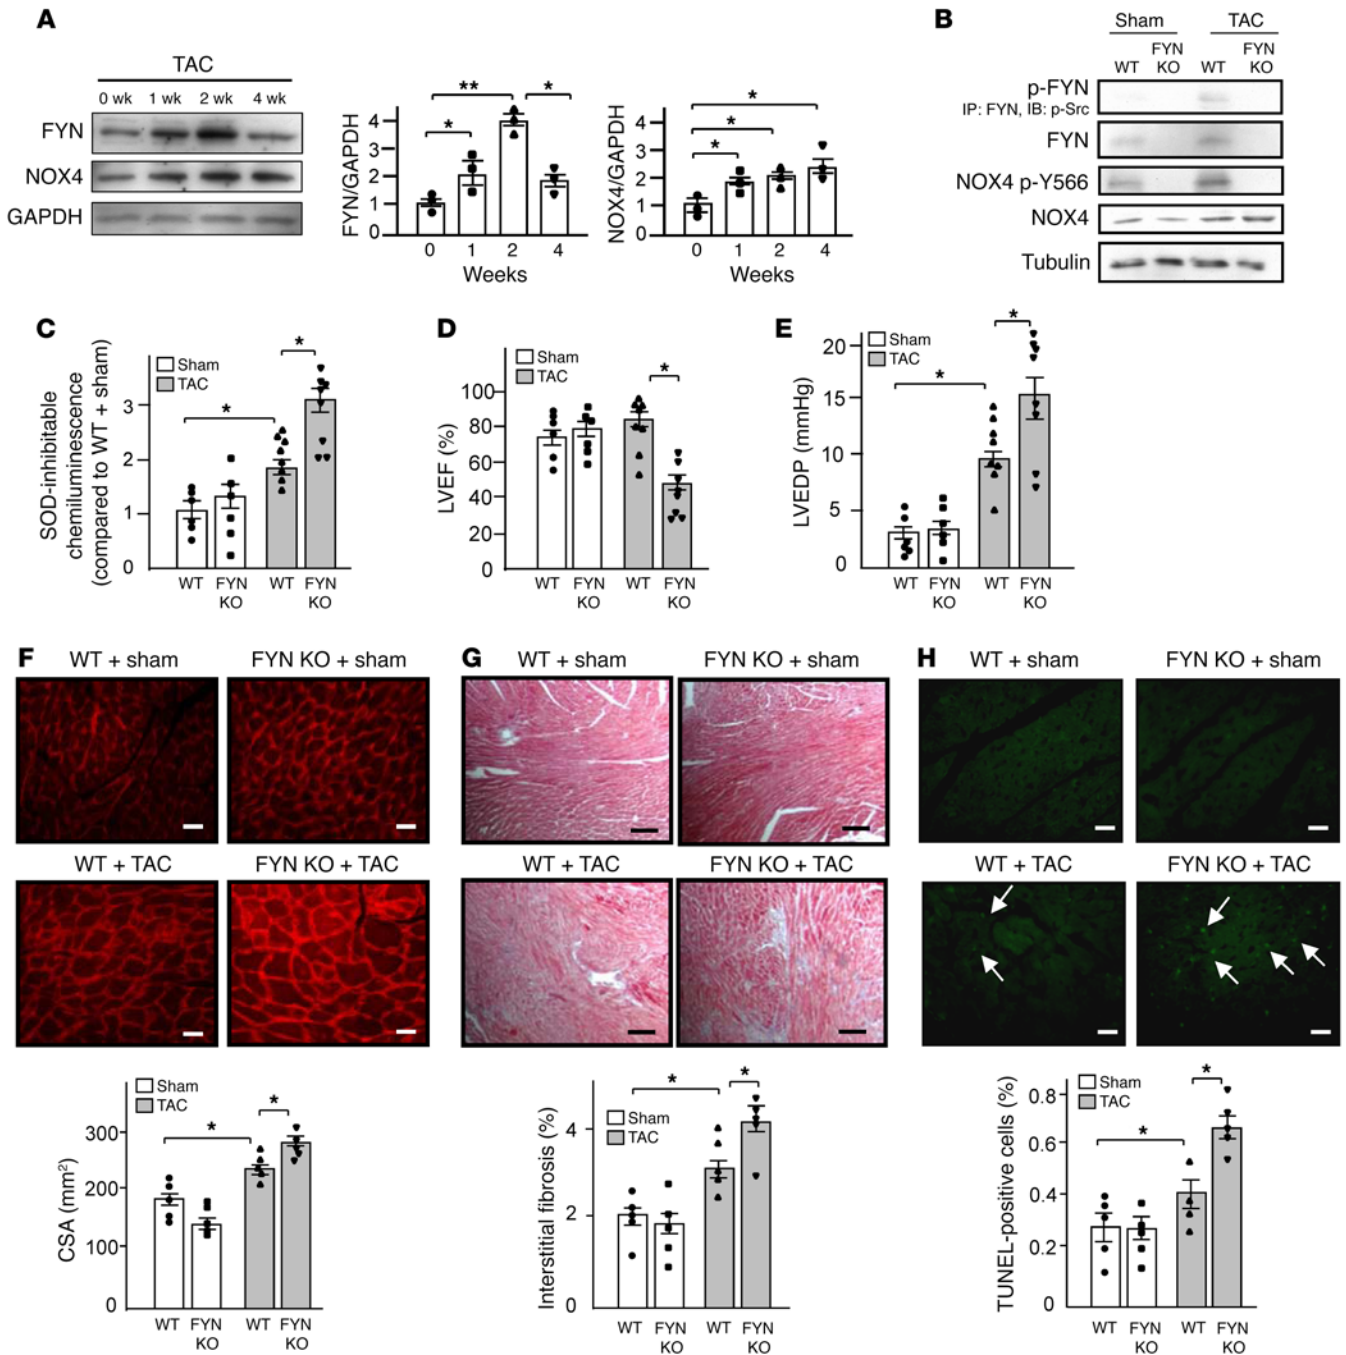 A
TAC
0 wk 1 wk 2 wk 4 wk
FYN
NOX4
GAPDH
FYN/GAPDH
4
3
2
1
0
** *
*
0 1 2 4
Weeks
NOX4/GAPDH
4
3
2
1
0
*
*
*
0 1 2 4
Weeks
B
Sham TAC
WT FYN KO WT FYN KO
p-FYN
IP: FYN, IB: p-Src
FYN
NOX4 p-Y566
NOX4
Tubulin
C
SOD-inhibitable
chemiluminescence
(compared to WT + sham)
Sham
TAC
3
2
1
0
* *
WT FYN KO WT FYN KO
D
LVEF (%)
Sham
TAC
100
80
60
40
20
0
*
WT FYN KO WT FYN KO
E
LVEDP (mmHg)
Sham
TAC
20
15
10
5
0
* *
WT FYN KO WT FYN KO
F
WT + sham FYN KO + sham
WT + TAC FYN KO + TAC
CSA (mm²)
Sham
TAC
300
200
100
0
* *
WT FYN KO WT FYN KO
G
WT + sham FYN KO + sham
WT + TAC FYN KO + TAC
Interstitial fibrosis (%)
Sham
TAC
4
2
0
* *
WT FYN KO WT FYN KO
H
WT + sham FYN KO + sham
WT + TAC FYN KO + TAC
TUNEL-positive cells (%)
Sham
TAC
0.8
0.6
0.4
0.2
0
* *
WT FYN KO WT FYN KO